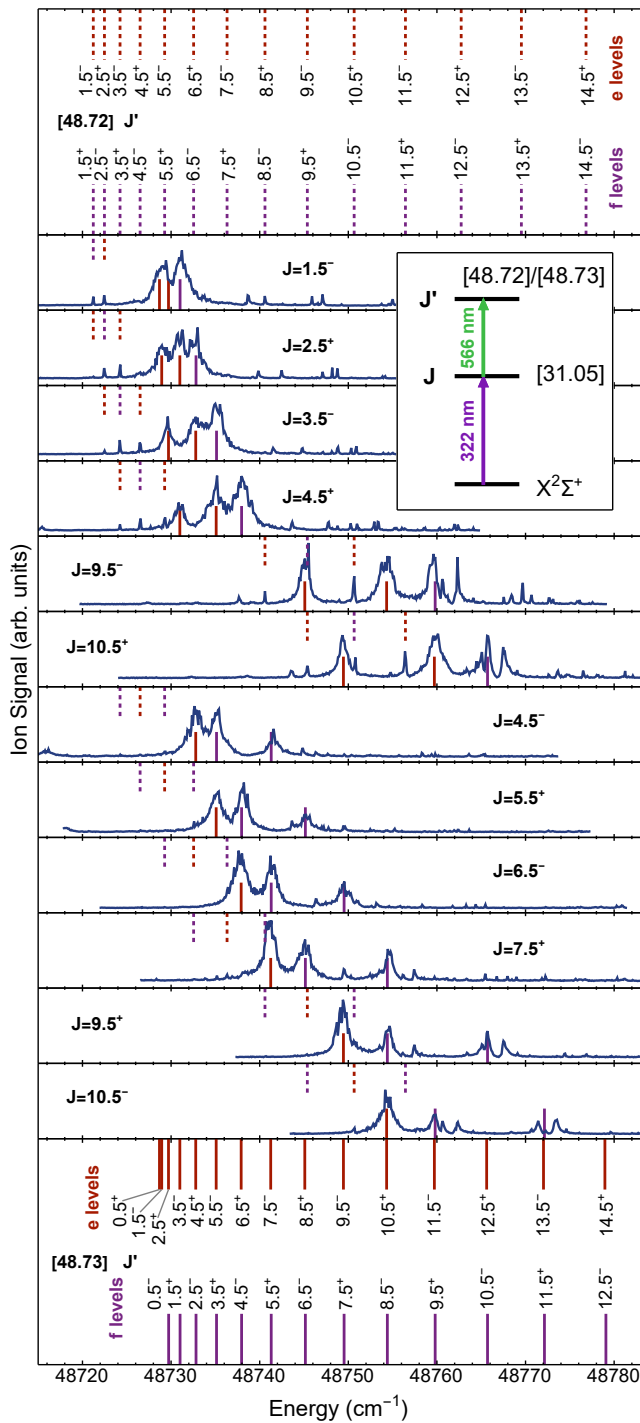 1.5⁻ 2.5⁺ 3.5⁻ 4.5⁺ 5.5⁻ 6.5⁺ 7.5⁻ 8.5⁺ 9.5⁻ 10.5⁺ 11.5⁻ 12.5⁺ 13.5⁻ 14.5⁺
e levels
[48.72] J'
1.5⁺ 2.5⁻ 3.5⁺ 4.5⁻ 5.5⁺ 6.5⁻ 7.5⁺ 8.5⁻ 9.5⁺ 10.5⁻ 11.5⁺ 12.5⁻ 13.5⁺ 14.5⁻
f levels
J=1.5⁻
J=2.5⁺
J=3.5⁻
J=4.5⁺
J=9.5⁻
J=10.5⁺
J=4.5⁻
J=5.5⁺
J=6.5⁻
J=7.5⁺
J=9.5⁺
J=10.5⁻
[48.72]/[48.73]
J'
566 nm
J
[31.05]
322 nm
X²Σ⁺
Ion Signal (arb. units)
e levels
0.5⁺ 1.5⁻ 2.5⁺ 3.5⁻ 4.5⁺ 5.5⁻ 6.5⁺ 7.5⁻ 8.5⁺ 9.5⁻ 10.5⁺ 11.5⁻ 12.5⁺ 13.5⁻ 14.5⁺
[48.73] J'
f levels
0.5⁻ 1.5⁺ 2.5⁻ 3.5⁺ 4.5⁻ 5.5⁺ 6.5⁻ 7.5⁺ 8.5⁻ 9.5⁺ 10.5⁻ 11.5⁺ 12.5⁻
48720 48730 48740 48750 48760 48770 48780
Energy (cm⁻¹)